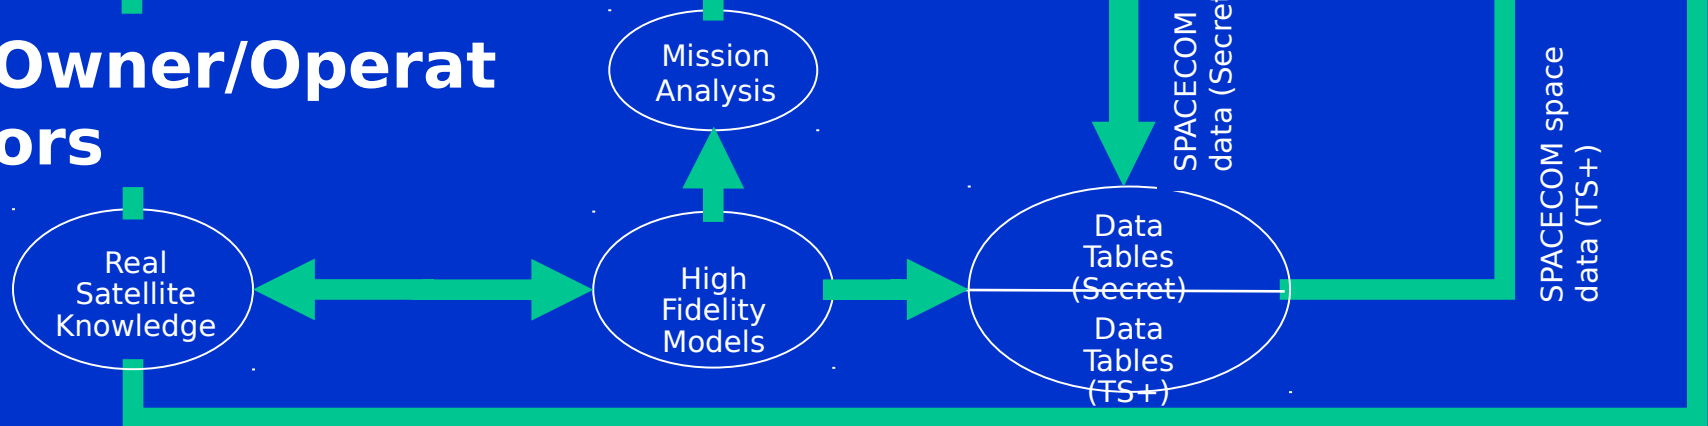 Owner/Operat
ors
Mission
Analysis
SPACECOM
data (Secret
SPACECOM space
data (TS+)
Real
Satellite
Knowledge
High
Fidelity
Models
Data
Tables
(Secret)
Data
Tables
(TS+)